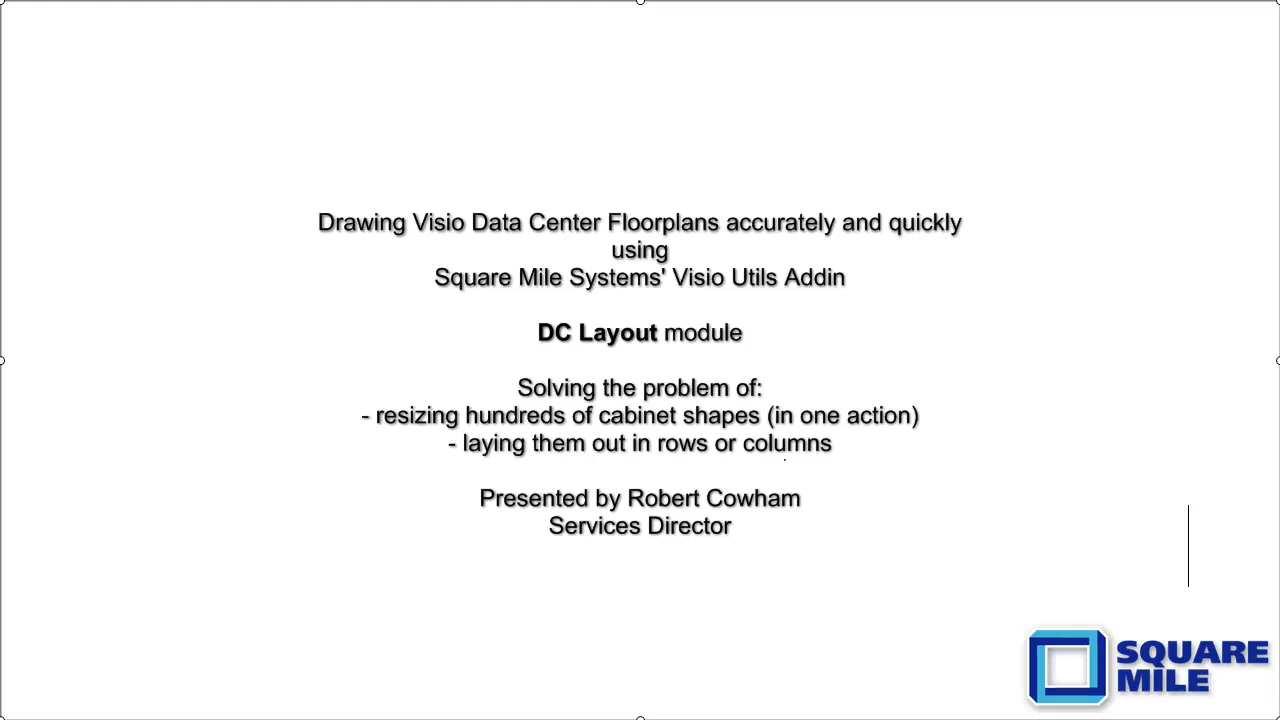 Drawing Visio Data Center Floorplans accurately and quickly
using
Square Mile Systems' Visio Utils Addin
DC Layout module
Solving the problem of:
- resizing hundreds of cabinet shapes (in one action)
- laying them out in rows or columns
Presented by Robert Cowham
Services Director
SQUARE
MILE